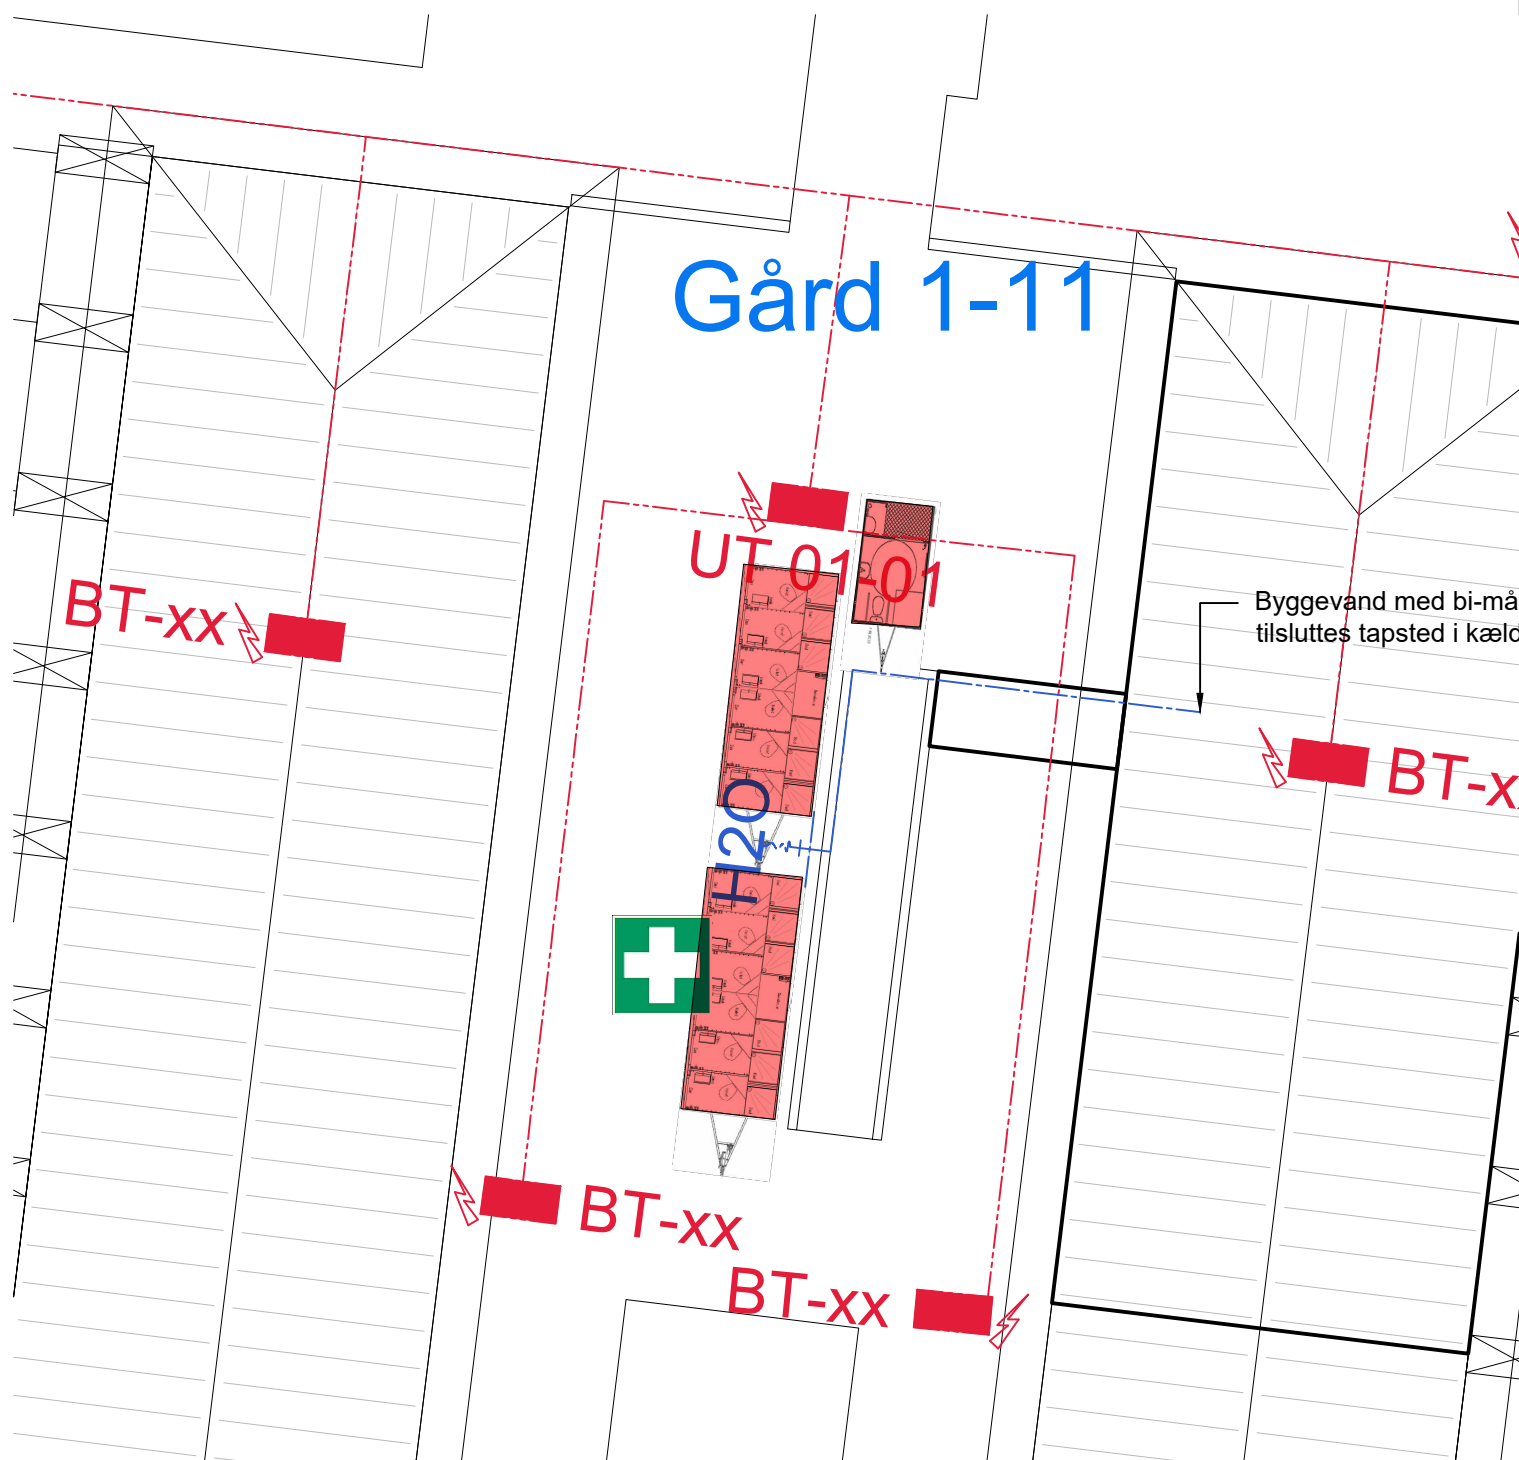 Gård 1-11
UT 01-01
BT-xx
Byggevand med bi-må
tilsluttes tapsted i kæld
BT-x
H2O
BT-xx
BT-xx